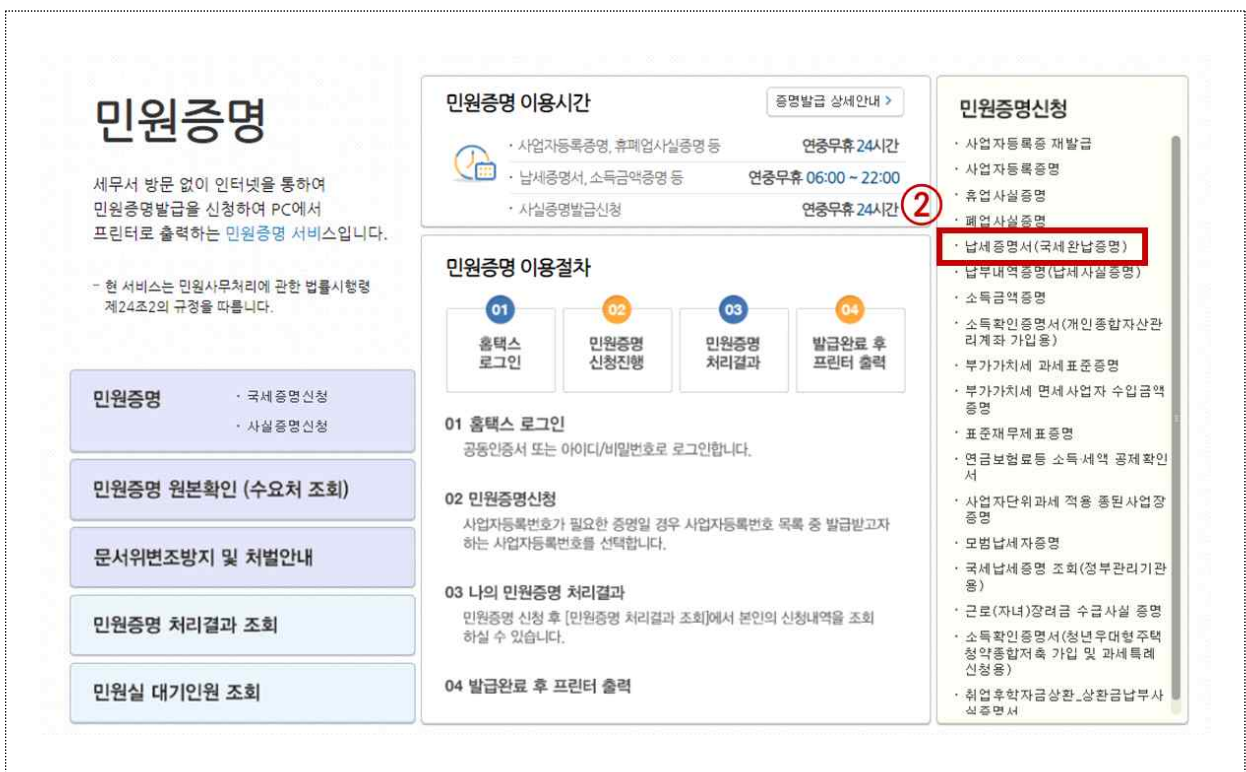 민원증명
세무서 방문 없이 인터넷을 통하여
민원증명발급을 신청하여 PC에서
프린터로 출력하는 민원증명 서비스입니다.
- 현 서비스는 민원사무처리에 관한 법률시행령
제24조2의 규정을 따릅니다.
민원증명
· 국세증명신청
· 사실증명신청
민원증명 원본확인 (수요처 조회)
문서위변조방지 및 처벌안내
민원증명 처리결과 조회
민원실 대기인원 조회
민원증명 이용시간
증명발급 상세안내 >
· 사업자등록증명, 휴폐업사실증명 등 연중무휴 24시간
· 납세증명서, 소득금액증명 등 연중무휴 06:00 ~ 22:00
· 사실증명발급신청 연중무휴 24시간
민원증명 이용절차
01
홈택스
로그인
02
민원증명
신청진행
03
민원증명
처리결과
04
발급완료 후
프린터 출력
01 홈택스 로그인
공동인증서 또는 아이디/비밀번호로 로그인합니다.
02 민원증명신청
사업자등록번호가 필요한 증명일 경우 사업자등록번호 목록 중 발급받고자
하는 사업자등록번호를 선택합니다.
03 나의 민원증명 처리결과
민원증명 신청 후 [민원증명 처리결과 조회]에서 본인의 신청내역을 조회
하실 수 있습니다.
04 발급완료 후 프린터 출력
②
민원증명신청
· 사업자등록증 재발급
· 사업자등록증명
· 휴업사실증명
· 폐업사실증명
· 납세증명서(국세완납증명)
· 납부내역증명(납세사실증명)
· 소득금액증명
· 소득확인증명서(개인종합자산관
리계좌 가입용)
· 부가가치세 과세표준증명
· 부가가치세 면세사업자 수입금액
증명
· 표준재무제표증명
· 연금보험료등 소득·세액 공제확인
서
· 사업자단위과세 적용 종된사업장
증명
· 모범납세자증명
· 국세납세증명 조회(정부관리기관
용)
· 근로(자녀)장려금 수급사실 증명
· 소득확인증명서(청년우대형주택
청약종합저축 가입 및 과세특례
신청용)
· 취업후학자금상환_상환금납부사
실증명서